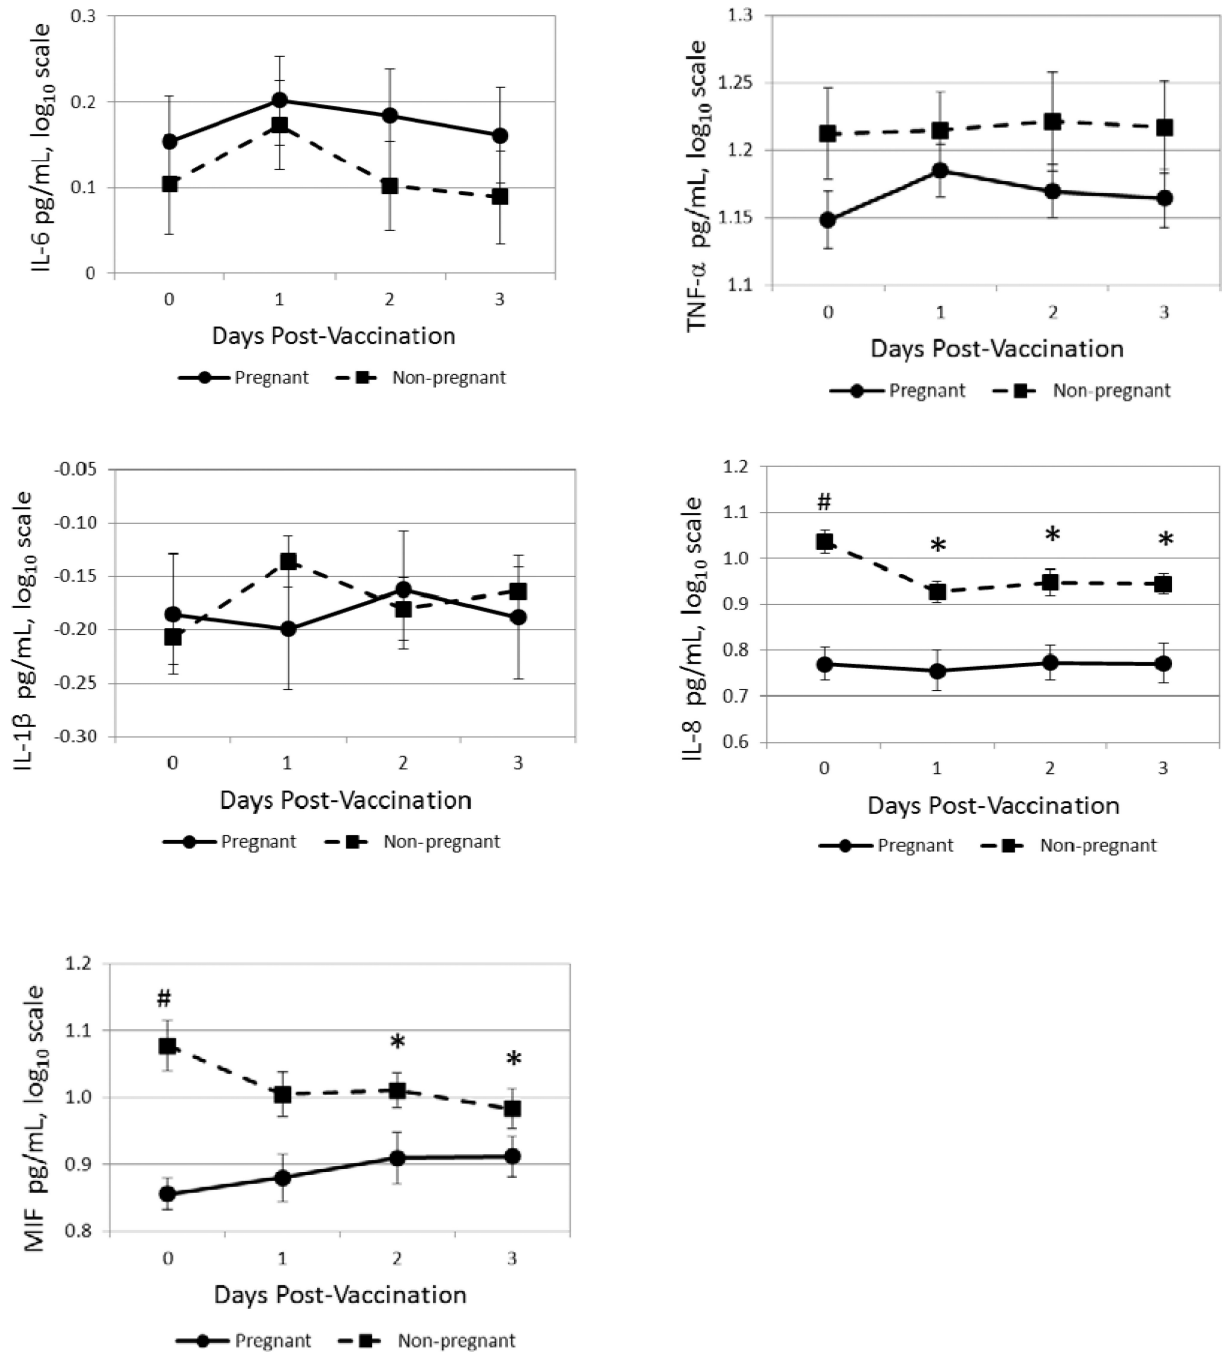 IL-6 pg/mL, log10 scale
0.3
0.2
0.1
0
0 1 2 3
Days Post-Vaccination
Pregnant Non-pregnant
TNF-α pg/mL, log10 scale
1.3
1.25
1.2
1.15
1.1
0 1 2 3
Days Post-Vaccination
Pregnant Non-pregnant
IL-1β pg/mL, log10 scale
-0.05
-0.10
-0.15
-0.20
-0.25
-0.30
0 1 2 3
Days Post-Vaccination
Pregnant Non-pregnant
IL-8 pg/mL, log10 scale
1.2
1.1
1.0
0.9
0.8
0.7
0.6
#
* * *
0 1 2 3
Days Post-Vaccination
Pregnant Non-pregnant
MIF pg/mL, log10 scale
1.2
1.1
1.0
0.9
0.8
#
* *
0 1 2 3
Days Post-Vaccination
Pregnant Non-pregnant